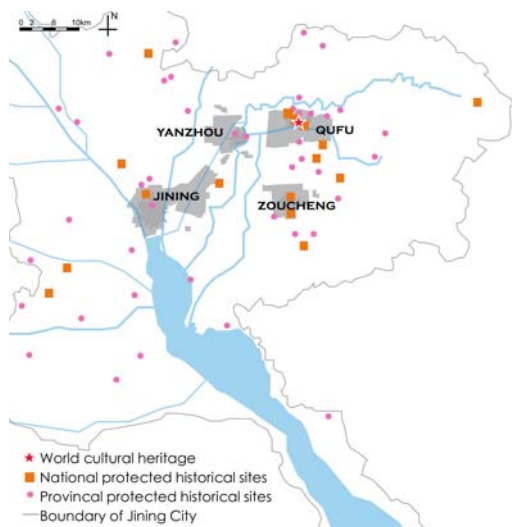 0 2 6 10km
N
YANZHOU
QUFU
JINING
ZOUCHENG
World cultural heritage
National protected historical sites
Provincal protected historical sites
Boundary of Jining City